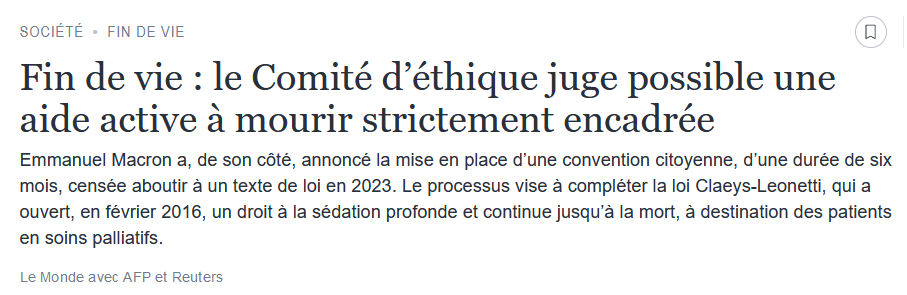 SOCIÉTÉ • FIN DE VIE
Fin de vie : le Comité d’éthique juge possible une
aide active à mourir strictement encadrée
Emmanuel Macron a, de son côté, annoncé la mise en place d’une convention citoyenne, d’une durée de six
mois, censée aboutir à un texte de loi en 2023. Le processus vise à compléter la loi Claeys-Leonetti, qui a
ouvert, en février 2016, un droit à la sédation profonde et continue jusqu’à la mort, à destination des patients
en soins palliatifs.
Le Monde avec AFP et Reuters